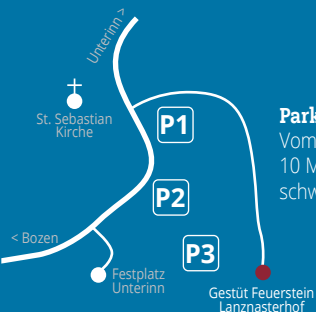 Unterinn >
St. Sebastian
Kirche
P1
Park
Vom
10 M
schw
P2
< Bozen
P3
Festplatz
Unterinn
Gestüt Feuerstein
Lanznasterhof